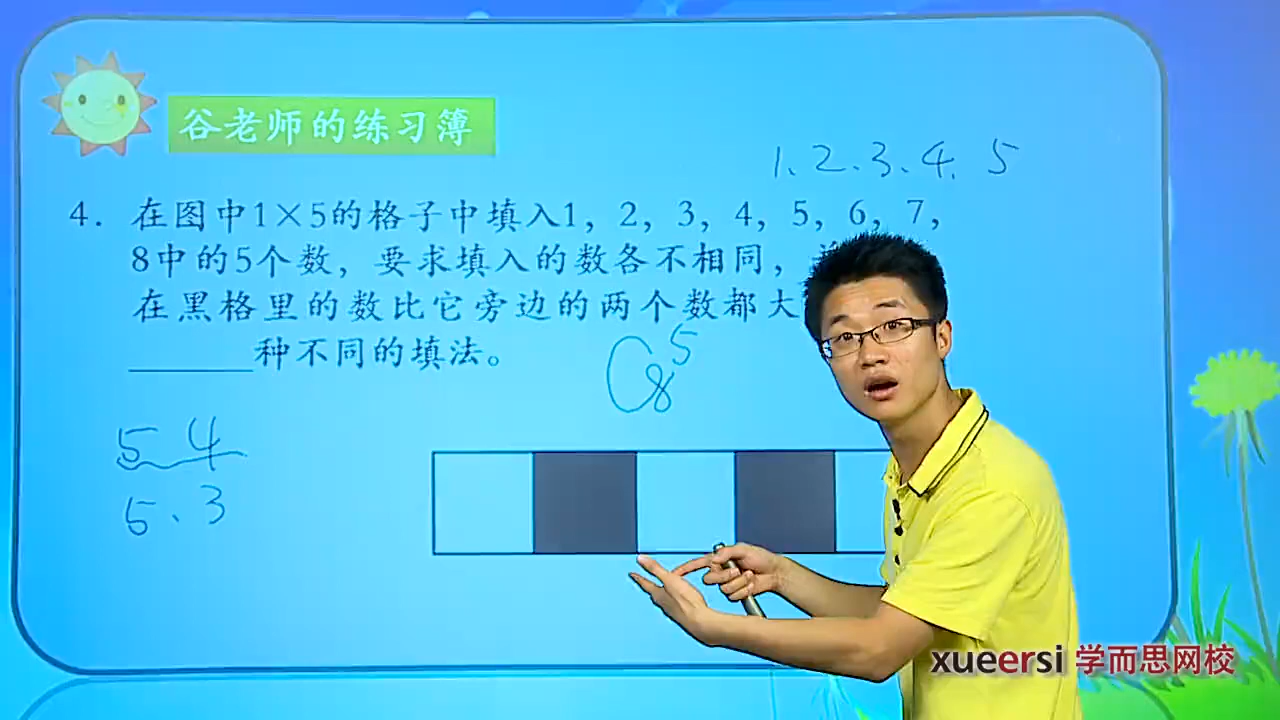 谷老师的练习簿
1、2、3、4、5
4. 在图中1×5的格子中填入1，2，3，4，5，6，7，
8中的5个数，要求填入的数各不相同，
在黑格里的数比它旁边的两个数都大
______种不同的填法。
C₈⁵
5 4
5、3
xueersi 学而思网校